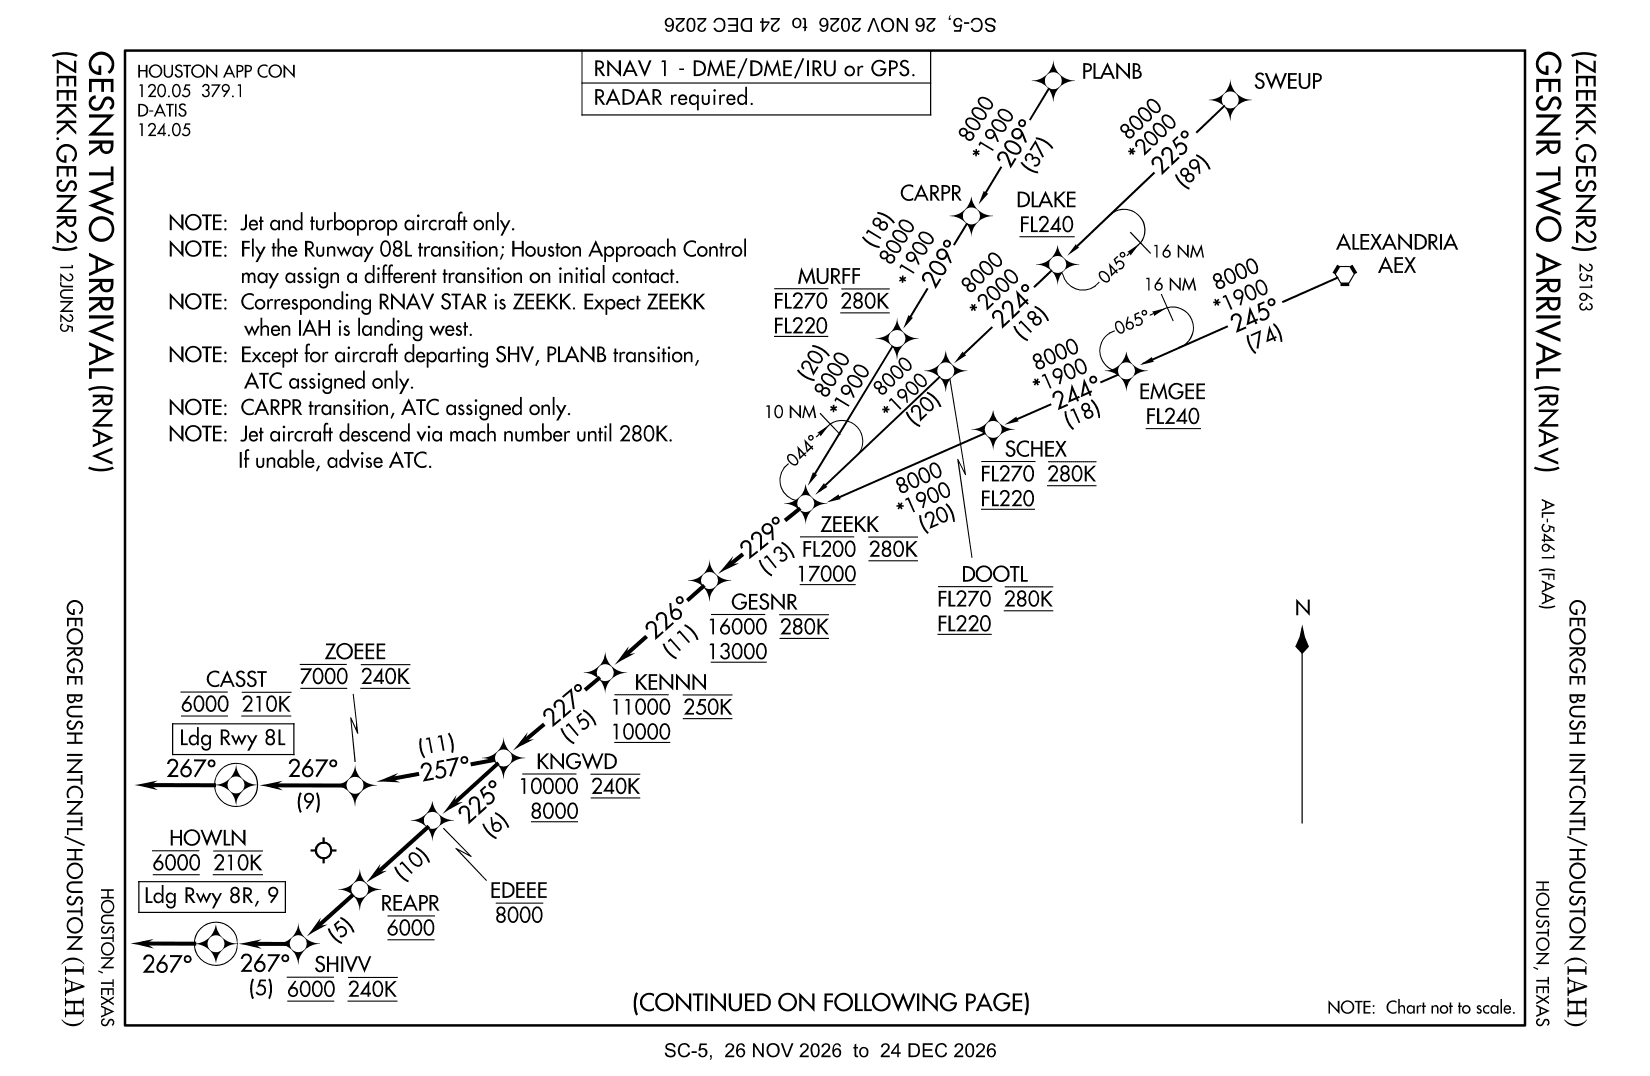 SC-5, 26 NOV 2026 to 24 DEC 2026
(ZEEKK.GESNR2) 12JUN25
GESNR TWO ARRIVAL (RNAV)
GEORGE BUSH INTCNTL/HOUSTON (IAH)
HOUSTON, TEXAS
HOUSTON APP CON
120.05 379.1
D-ATIS
124.05
RNAV 1 - DME/DME/IRU or GPS.
RADAR required.
NOTE: Jet and turboprop aircraft only.
NOTE: Fly the Runway 08L transition; Houston Approach Control
may assign a different transition on initial contact.
NOTE: Corresponding RNAV STAR is ZEEKK. Expect ZEEKK
when IAH is landing west.
NOTE: Except for aircraft departing SHV, PLANB transition,
ATC assigned only.
NOTE: CARPR transition, ATC assigned only.
NOTE: Jet aircraft descend via mach number until 280K.
If unable, advise ATC.
PLANB
8000
*1900
209°
(37)
SWEUP
8000
*2000
225°
(89)
CARPR
(18)
8000
*1900
209°
DLAKE
FL240
045°
16 NM
8000
*2000
224°
(18)
ALEXANDRIA
AEX
8000
*1900
245°
(74)
16 NM
065°
EMGEE
FL240
8000
*1900
244°
(18)
MURFF
FL270 280K
FL220
(20)
8000
*1900
8000
*1900
(20)
10 NM
044°
SCHEX
FL270 280K
FL220
8000
*1900
(20)
ZEEKK
FL200 280K
17000
DOOTL
FL270 280K
FL220
229°
(13)
GESNR
16000 280K
13000
226°
(11)
KENNN
11000 250K
10000
227°
(15)
KNGWD
10000 240K
8000
ZOEEE
7000 240K
(11)
257°
CASST
6000 210K
Ldg Rwy 8L
267°
267°
(9)
225°
(6)
EDEEE
8000
(10)
REAPR
6000
(5)
HOWLN
6000 210K
Ldg Rwy 8R, 9
267°
267°
(5)
SHIVV
6000 240K
N
(CONTINUED ON FOLLOWING PAGE)
NOTE: Chart not to scale.
(ZEEKK.GESNR2) 25163
GESNR TWO ARRIVAL (RNAV)
AL-5461 (FAA)
GEORGE BUSH INTCNTL/HOUSTON (IAH)
HOUSTON, TEXAS
SC-5, 26 NOV 2026 to 24 DEC 2026